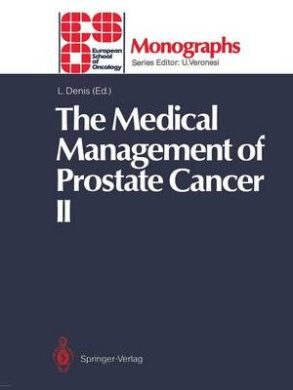 European
School of
Oncology
Monographs
Series Editor: U.Veronesi
L. Denis (Ed.)
The Medical
Management of
Prostate Cancer
II
Springer-Verlag